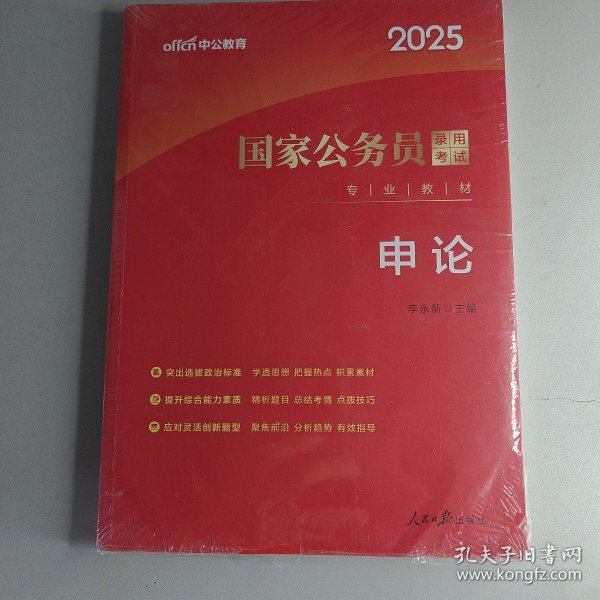 offcn中公教育 2025
国家公务员 录用考试
专业教材
申论
李永新◎主编
突出选拔政治标准 学透思想 把握热点 积累素材
提升综合能力素质 精析题目 总结考情 点拨技巧
应对灵活创新题型 聚焦前沿 分析趋势 有效指导
人民日报出版社
孔夫子旧书网
www.kongfz.com